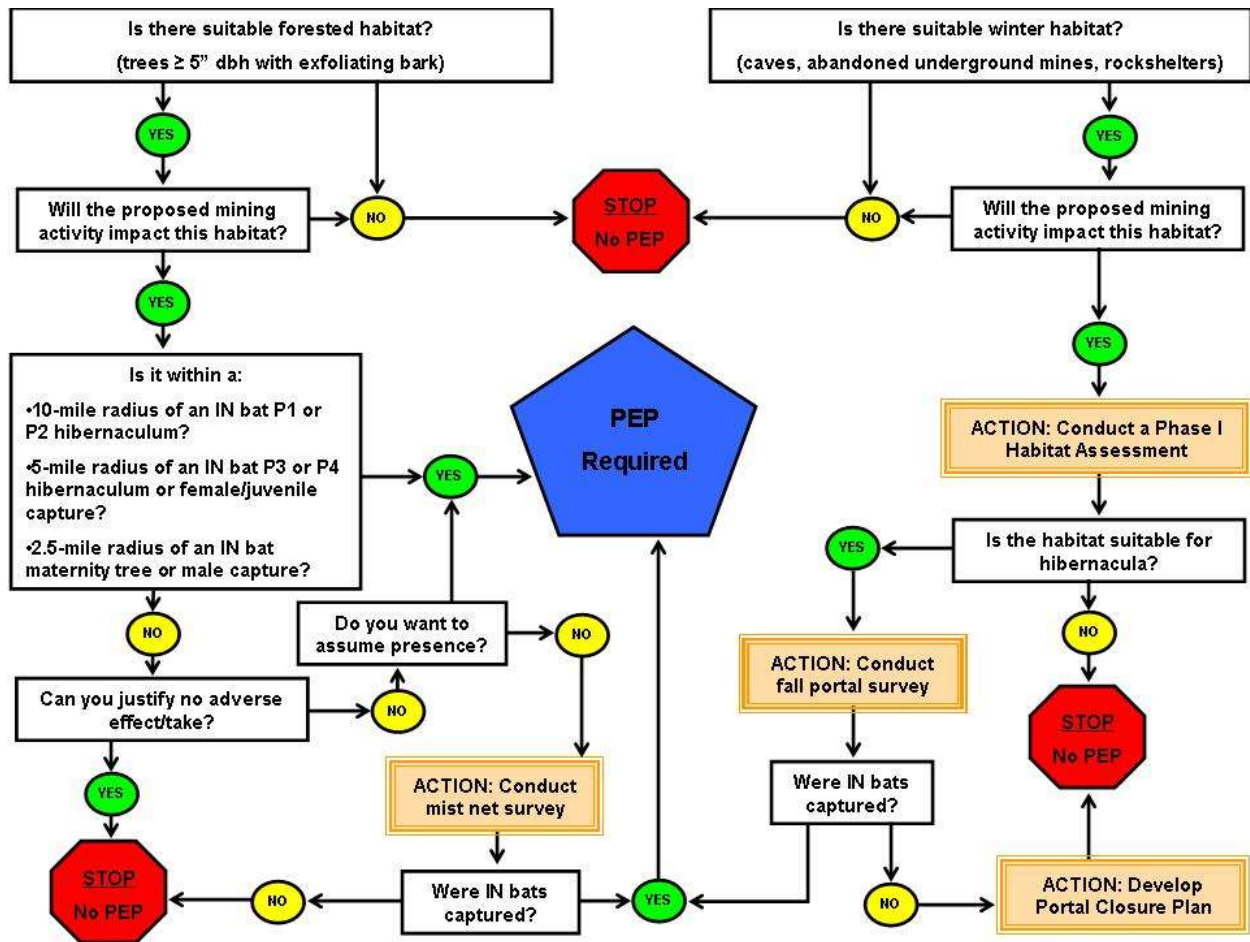 Is there suitable forested habitat?
(trees ≥ 5” dbh with exfoliating bark)
Is there suitable winter habitat?
(caves, abandoned underground mines, rockshelters)
YES
YES
Will the proposed mining
activity impact this habitat?
NO
STOP
No PEP
NO
Will the proposed mining
activity impact this habitat?
YES
YES
Is it within a:
•10-mile radius of an IN bat P1 or
P2 hibernaculum?
•5-mile radius of an IN bat P3 or P4
hibernaculum or female/juvenile
capture?
•2.5-mile radius of an IN bat
maternity tree or male capture?
YES
PEP
Required
ACTION: Conduct a Phase I
Habitat Assessment
YES
Is the habitat suitable for
hibernacula?
NO
Do you want to
assume presence?
NO
NO
ACTION: Conduct
fall portal survey
Can you justify no adverse
effect/take?
NO
STOP
No PEP
YES
ACTION: Conduct
mist net survey
Were IN bats
captured?
STOP
No PEP
NO
Were IN bats
captured?
YES
NO
ACTION: Develop
Portal Closure Plan